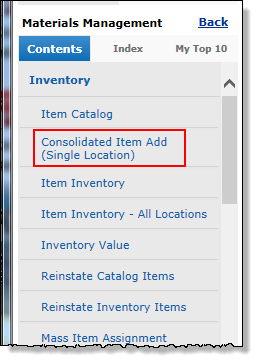 Materials Management Back
Contents Index My Top 10
Inventory
Item Catalog
Consolidated Item Add
(Single Location)
Item Inventory
Item Inventory - All Locations
Inventory Value
Reinstate Catalog Items
Reinstate Inventory Items
Mass Item Assignment